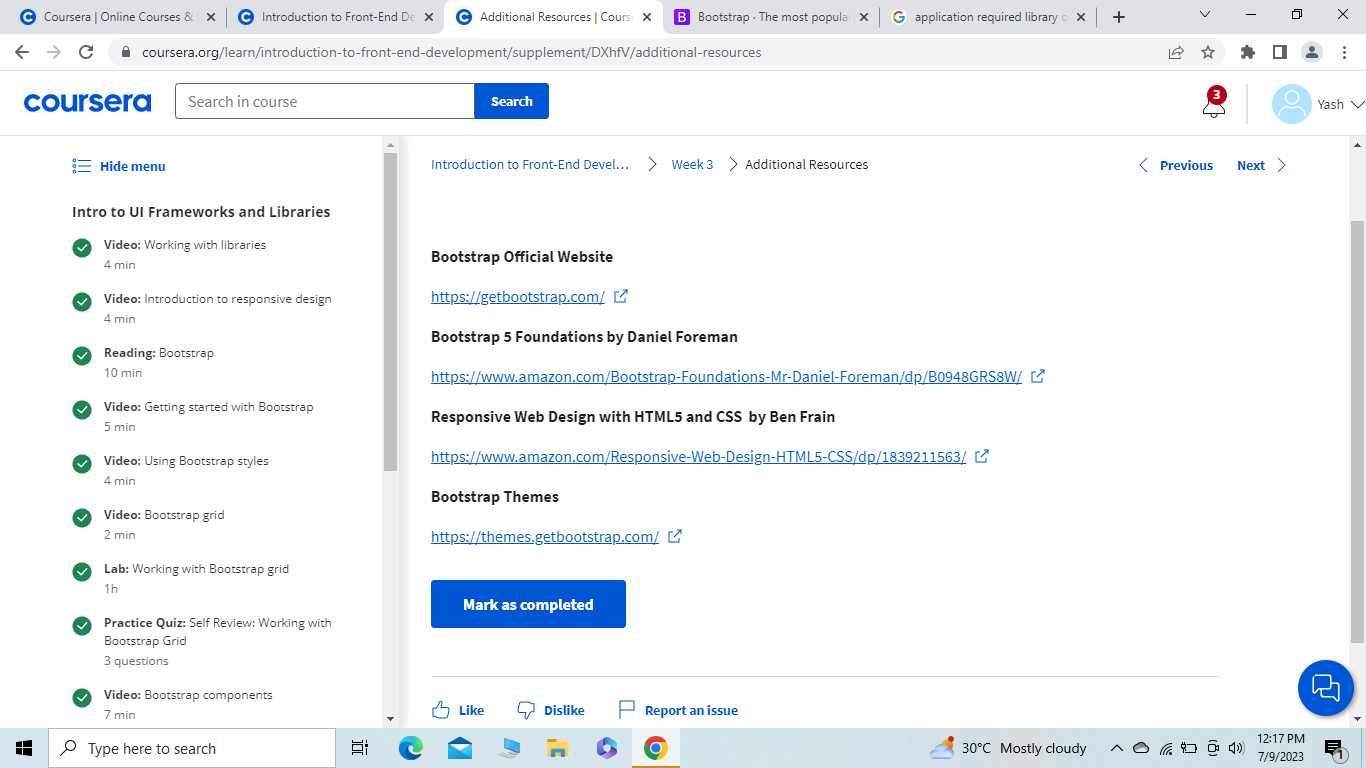 Coursera | Online Courses &
Introduction to Front-End De
Additional Resources | Cours
Bootstrap · The most popula
application required library o
coursera.org/learn/introduction-to-front-end-development/supplement/DXhfV/additional-resources
coursera
Search in course
Search
3
Yash
Hide menu
Intro to UI Frameworks and Libraries
Video: Working with libraries
4 min
Video: Introduction to responsive design
4 min
Reading: Bootstrap
10 min
Video: Getting started with Bootstrap
5 min
Video: Using Bootstrap styles
4 min
Video: Bootstrap grid
2 min
Lab: Working with Bootstrap grid
1h
Practice Quiz: Self Review: Working with
Bootstrap Grid
3 questions
Video: Bootstrap components
7 min
Introduction to Front-End Devel...
Week 3
Additional Resources
Previous
Next
Bootstrap Official Website
https://getbootstrap.com/
Bootstrap 5 Foundations by Daniel Foreman
https://www.amazon.com/Bootstrap-Foundations-Mr-Daniel-Foreman/dp/B0948GRS8W/
Responsive Web Design with HTML5 and CSS by Ben Frain
https://www.amazon.com/Responsive-Web-Design-HTML5-CSS/dp/1839211563/
Bootstrap Themes
https://themes.getbootstrap.com/
Mark as completed
Like
Dislike
Report an issue
Type here to search
30°C Mostly cloudy
12:17 PM
7/9/2023
1